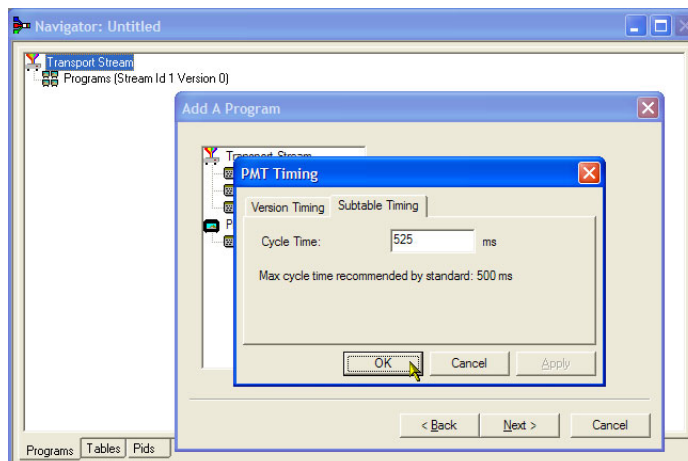 Navigator: Untitled
Transport Stream
Programs (Stream Id 1 Version 0)
Add A Program
Transport Stream
P
PMT Timing
Version Timing
Subtable Timing
Cycle Time:
525
ms
Max cycle time recommended by standard: 500 ms
OK
Cancel
Apply
< Back
Next >
Cancel
Programs
Tables
Pids